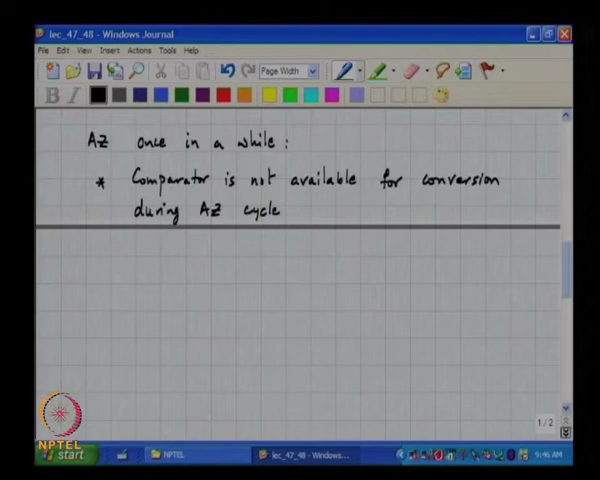 lec_47_48 - Windows Journal
File Edit View Insert Actions Tools Help
Page Width
B I
AZ once in a while :
* Comparator is not available for conversion
during AZ cycle
1 / 2
NPTEL
start NPTEL lec_47_48 - Windows... 9:46 AM